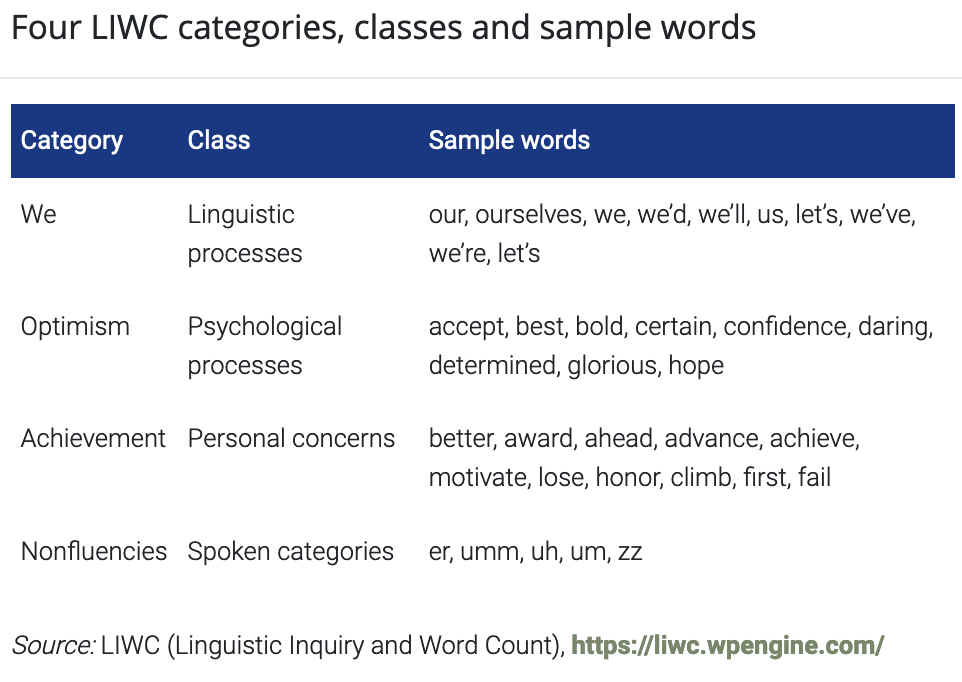 Four LIWC categories, classes and sample words
Category Class Sample words
We Linguistic processes our, ourselves, we, we’d, we’ll, us, let’s, we’ve, we’re, let’s
Optimism Psychological processes accept, best, bold, certain, confidence, daring, determined, glorious, hope
Achievement Personal concerns better, award, ahead, advance, achieve, motivate, lose, honor, climb, first, fail
Nonfluencies Spoken categories er, umm, uh, um, zz
Source: LIWC (Linguistic Inquiry and Word Count), https://liwc.wpengine.com/